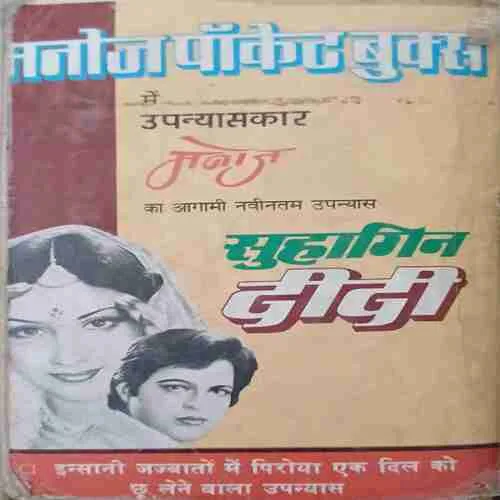 मनोज पॉकेट बुक्स
में
उपन्यासकार
मनोज
का आगामी नवीनतम उपन्यास
सुहागिन
दीदी
इन्सानी जज्बातों में पिरोया एक दिल को
छू लेने वाला उपन्यास